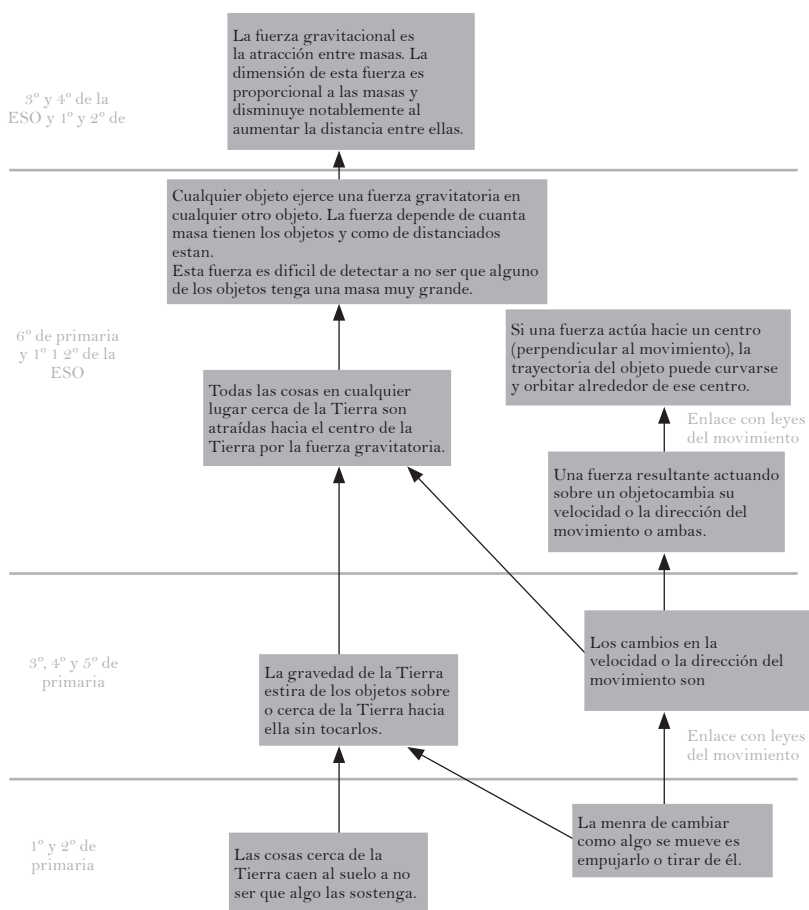 La fuerza gravitacional es
la atracción entre masas. La
dimensión de esta fuerza es
proporcional a las masas y
disminuye notablemente al
aumentar la distancia entre ellas.
3º y 4º de la
ESO y 1º y 2º de
Cualquier objeto ejerce una fuerza gravitatoria en
cualquier otro objeto. La fuerza depende de cuanta
masa tienen los objetos y como de distanciados
estan.
Esta fuerza es dificil de detectar a no ser que alguno
de los objetos tenga una masa muy grande.
6º de primaria
y 1º 1 2º de la
ESO
Si una fuerza actúa hacie un centro
(perpendicular al movimiento), la
trayectoria del objeto puede curvarse
y orbitar alrededor de ese centro.
Todas las cosas en cualquier
lugar cerca de la Tierra son
atraídas hacia el centro de la
Tierra por la fuerza gravitatoria.
Enlace con leyes
del movimiento
Una fuerza resultante actuando
sobre un objetocambia su
velocidad o la dirección del
movimiento o ambas.
3º, 4º y 5º de
primaria
La gravedad de la Tierra
estira de los objetos sobre
o cerca de la Tierra hacia
ella sin tocarlos.
Los cambios en la
velocidad o la dirección del
movimiento son
Enlace con leyes
del movimiento
1º y 2º de
primaria
Las cosas cerca de la
Tierra caen al suelo a no
ser que algo las sostenga.
La menra de cambiar
como algo se mueve es
empujarlo o tirar de él.